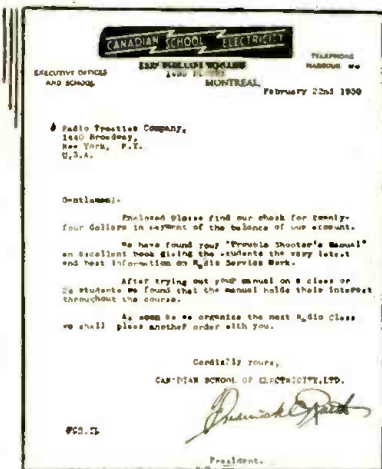 CANADIAN SCHOOL OF ELECTRICITY
EXECUTIVE OFFICES
AND SCHOOL
TELEPHONE
HARBOUR
MONTREAL,
February 22nd 1930
Radio Treatise Company,
1440 Broadway,
New York, N.Y.
U.S.A.
Gentlemen:-
Enclosed Please find our check for twenty-
four dollars in payment of the balance of our account.
We have found your "Trouble Shooter's Manual"
an Excellent book giving the students the very latest
and best information on Radio Service Work.
After trying out your manual on a class of
students we found that the manual holds their interest
throughout the course.
As soon as we organize the next Radio Class
we shall place another order with you.
Cordially yours,
CANADIAN SCHOOL OF ELECTRICITY, LTD.
President.